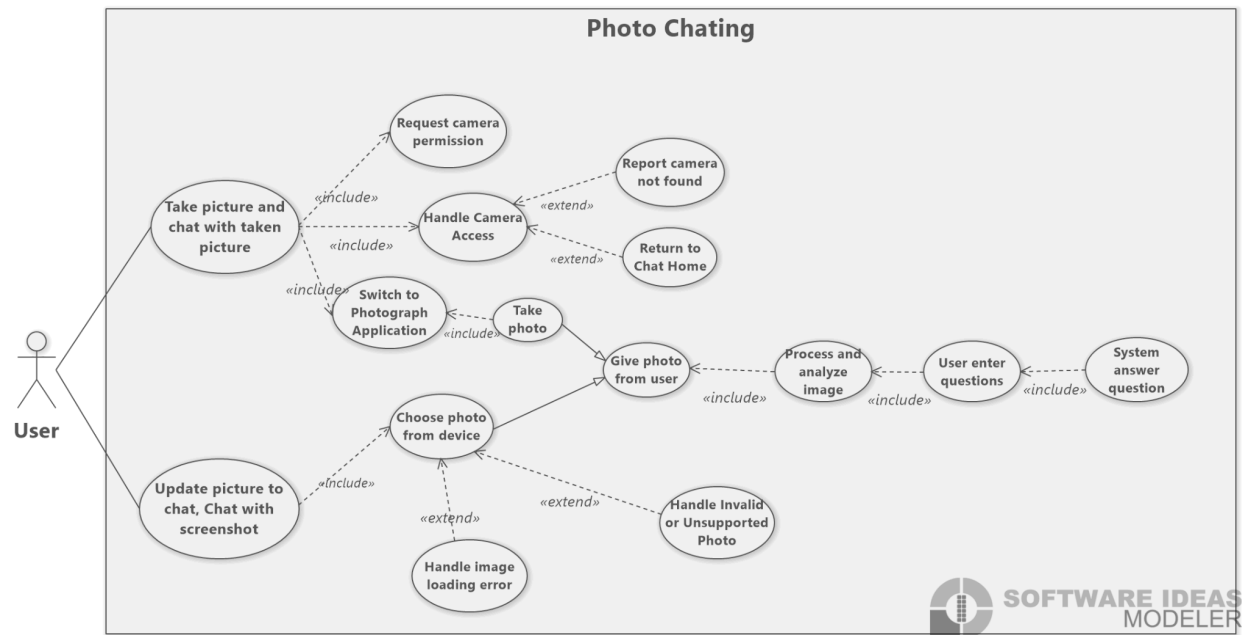 Photo Chating
Request camera
permission
Report camera
not found
«include»
«extend»
Take picture and
chat with taken
picture
Handle Camera
Access
«include»
Return to
Chat Home
«extend»
«include»
Switch to
Photograph
Application
Take
photo
«include»
Give photo
from user
Process and
analyze
image
User enter
questions
System
answer
question
«include»
«include»
«include»
User
Choose photo
from device
«include»
Update picture to
chat, Chat with
screenshot
«extend»
«extend»
Handle Invalid
or Unsupported
Photo
Handle image
loading error
SOFTWARE IDEAS
MODELER